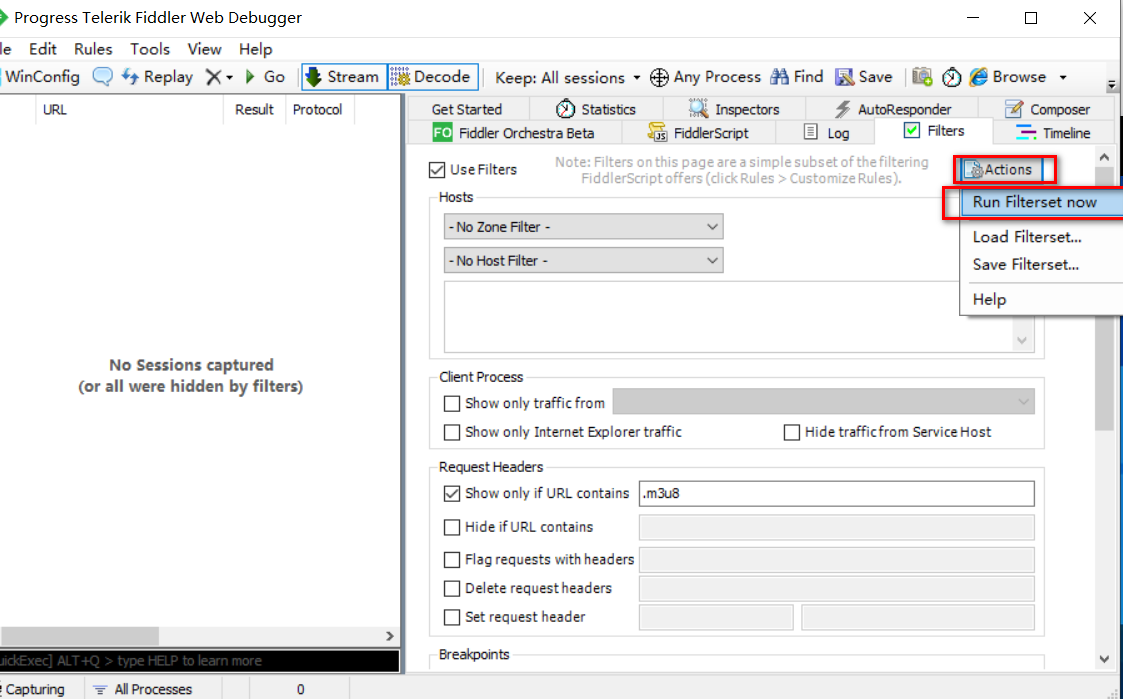 Progress Telerik Fiddler Web Debugger
le Edit Rules Tools View Help
WinConfig Replay Go Stream Decode Keep: All sessions Any Process Find Save Browse
URL Result Protocol
Get Started Statistics Inspectors AutoResponder Composer
FO Fiddler Orchestra Beta JS FiddlerScript Log Filters Timeline
Use Filters
Note: Filters on this page are a simple subset of the filtering
FiddlerScript offers (click Rules > Customize Rules).
Actions
Run Filterset now
Load Filterset...
Save Filterset...
Help
Hosts
- No Zone Filter -
- No Host Filter -
No Sessions captured
(or all were hidden by filters)
Client Process
Show only traffic from
Show only Internet Explorer traffic Hide traffic from Service Host
Request Headers
Show only if URL contains .m3u8
Hide if URL contains
Flag requests with headers
Delete request headers
Set request header
Breakpoints
uickExec] ALT+Q > type HELP to learn more
Capturing All Processes 0